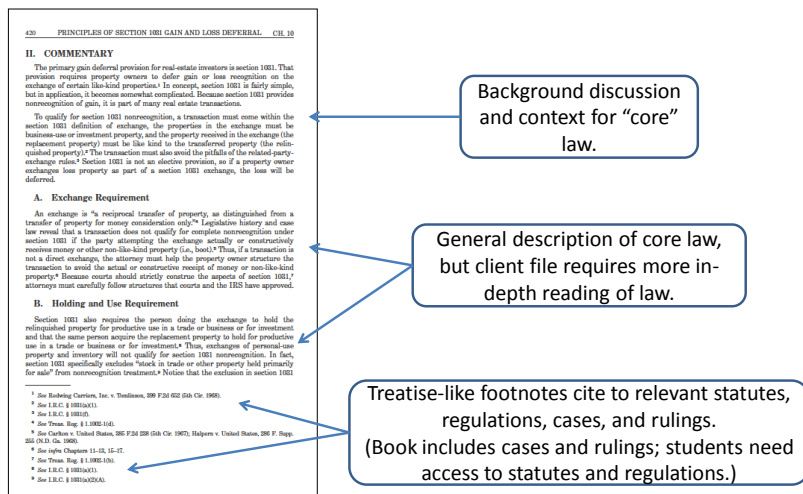 420 PRINCIPLES OF SECTION 1031 GAIN AND LOSS DEFERRAL CH. 10
II. COMMENTARY
The primary gain deferral provision for real-estate investors is section 1031. That
provision requires property owners to defer gain or loss recognition on the
exchange of certain like-kind properties.1 In concept, section 1031 is fairly simple,
but in application, it becomes somewhat complicated. Because section 1031 provides
nonrecognition of gain, it is part of many real estate transactions.
To qualify for section 1031 nonrecognition, a transaction must come within the
section 1031 definition of exchange, the properties in the exchange must be
business-use or investment property, and the property received in the exchange (the
replacement property) must be like kind to the transferred property (the relin-
quished property).2 The transaction must also avoid the pitfalls of the related-party-
exchange rules.3 Section 1031 is not an elective provision, so if a property owner
exchanges loss property as part of a section 1031 exchange, the loss will be
deferred.
A. Exchange Requirement
An exchange is “a reciprocal transfer of property, as distinguished from a
transfer of property for money consideration only.”4 Legislative history and case
law reveal that a transaction does not qualify for complete nonrecognition under
section 1031 if the party attempting the exchange actually or constructively
receives money or other non-like-kind property (i.e., boot).5 Thus, if a transaction is
not a direct exchange, the attorney must help the property owner structure the
transaction to avoid the actual or constructive receipt of money or non-like-kind
property.6 Because courts should strictly construe the aspects of section 1031,7
attorneys must carefully follow structures that courts and the IRS have approved.
B. Holding and Use Requirement
Section 1031 also requires the person doing the exchange to hold the
relinquished property for productive use in a trade or business or for investment
and that the same person acquire the replacement property to hold for productive
use in a trade or business or for investment.8 Thus, exchanges of personal-use
property and inventory will not qualify for section 1031 nonrecognition. In fact,
section 1031 specifically excludes “stock in trade or other property held primarily
for sale” from nonrecognition treatment.9 Notice that the exclusion in section 1031
1 See Redwing Carriers, Inc. v. Tomlinson, 399 F.2d 652 (5th Cir. 1968).
2 See I.R.C. § 1031(a)(1).
3 See I.R.C. § 1031(f).
4 See Treas. Reg. § 1.1002-1(d).
5 See Carlton v. United States, 385 F.2d 238 (5th Cir. 1967); Halpern v. United States, 286 F. Supp.
255 (N.D. Ga. 1968).
6 See infra Chapters 11–13, 15–17.
7 See Treas. Reg. § 1.1002-1(b).
8 See I.R.C. § 1031(a)(1).
9 See I.R.C. § 1031(a)(2)(A).
Background discussion
and context for “core”
law.
General description of core law,
but client file requires more in-
depth reading of law.
Treatise-like footnotes cite to relevant statutes,
regulations, cases, and rulings.
(Book includes cases and rulings; students need
access to statutes and regulations.)